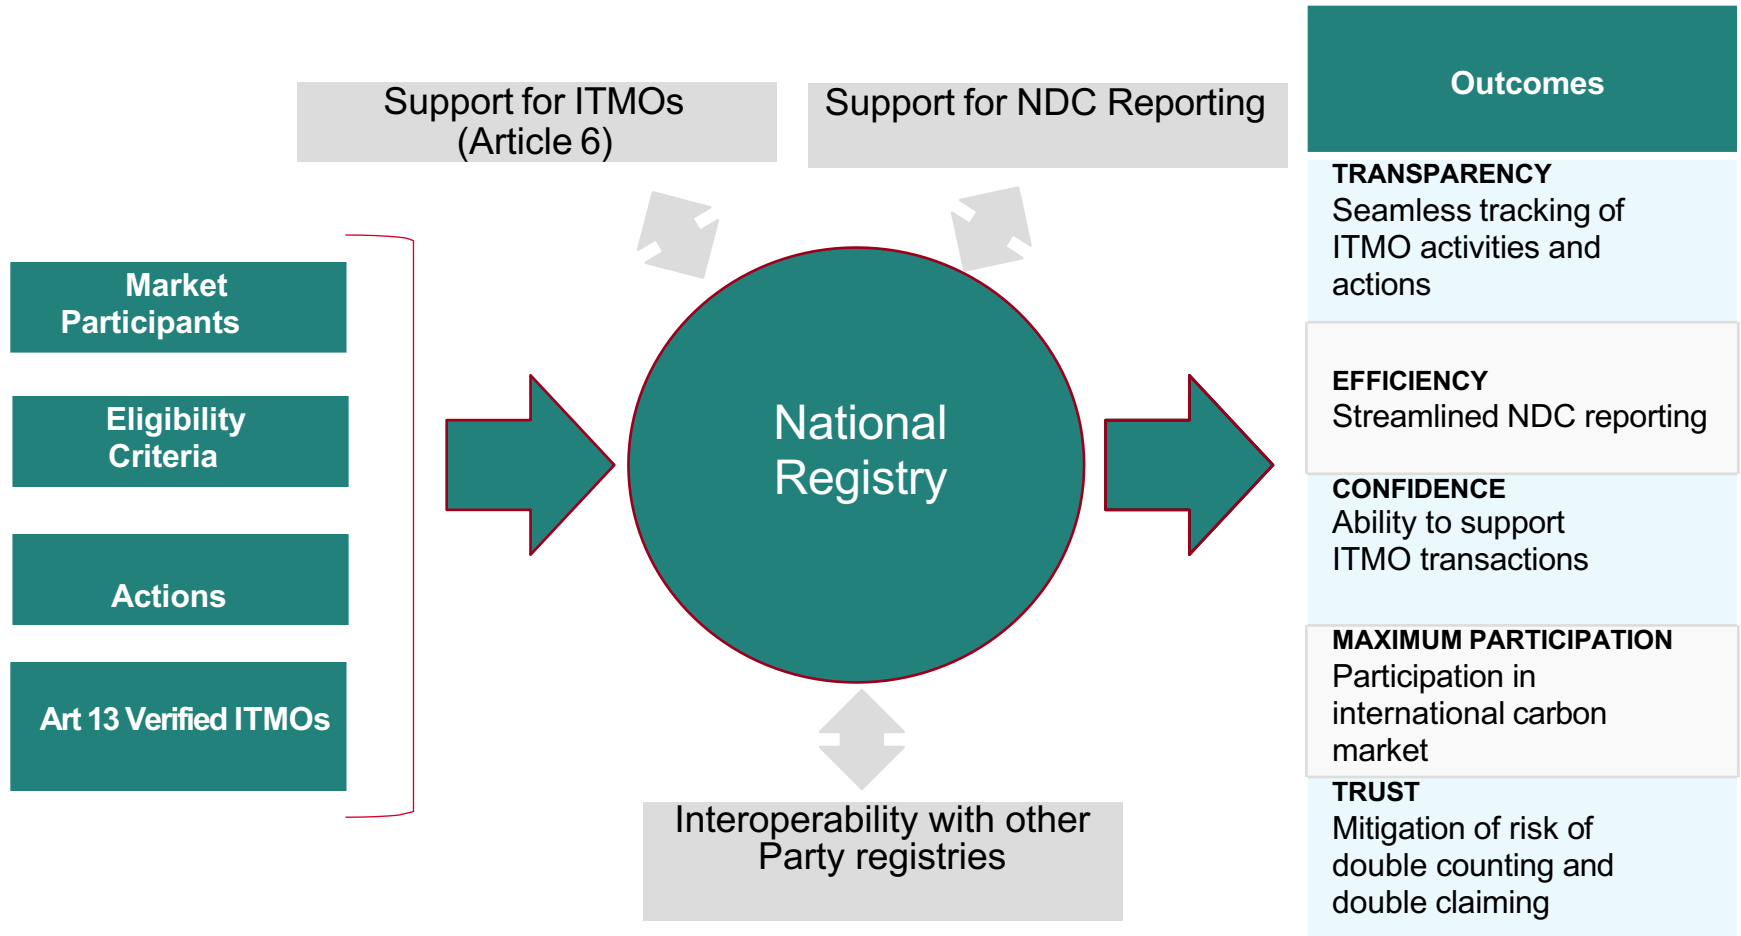 Support for ITMOs
(Article 6)
Support for NDC Reporting
Market
Participants
Eligibility
Criteria
Actions
Art 13 Verified ITMOs
National
Registry
Interoperability with other
Party registries
Outcomes
TRANSPARENCY
Seamless tracking of
ITMO activities and
actions
EFFICIENCY
Streamlined NDC reporting
CONFIDENCE
Ability to support
ITMO transactions
MAXIMUM PARTICIPATION
Participation in
international carbon
market
TRUST
Mitigation of risk of
double counting and
double claiming